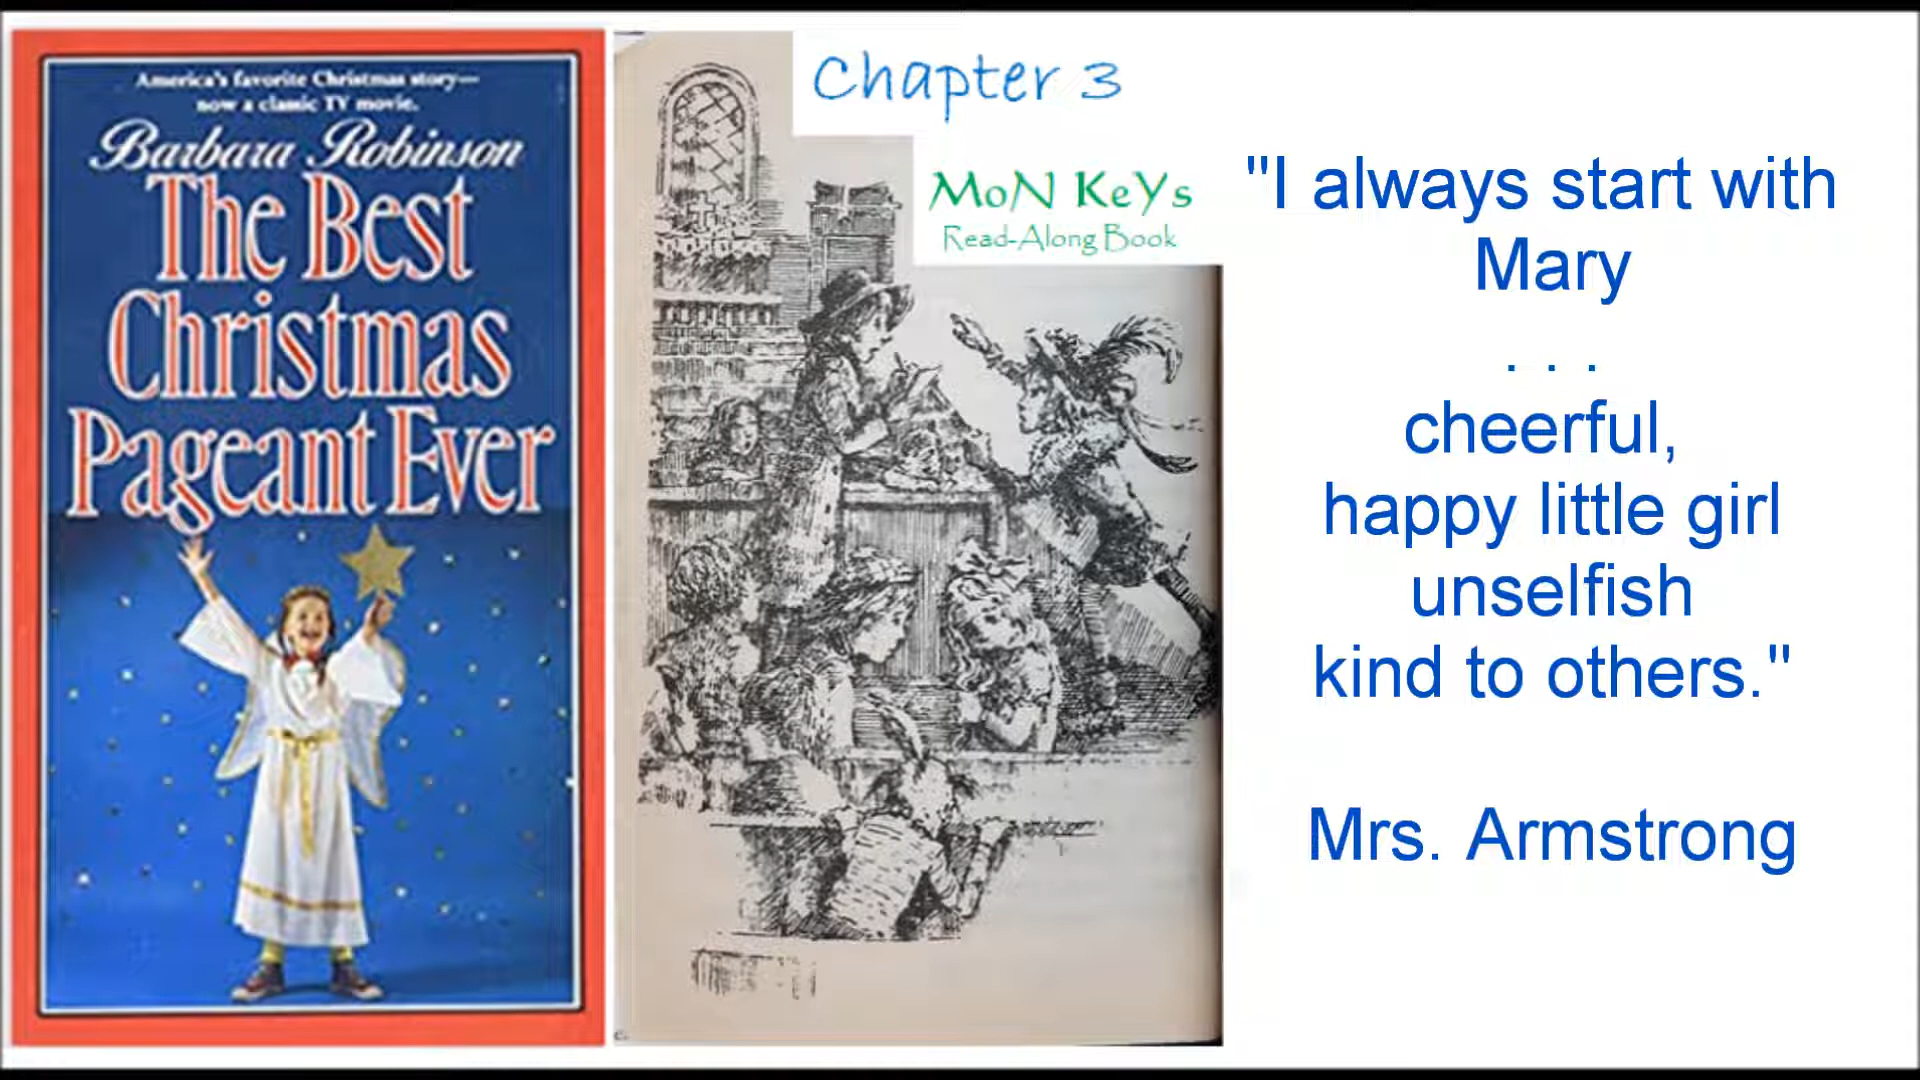 America's favorite Christmas story—
now a classic TV movie.
Barbara Robinson
The Best
Christmas
Pageant Ever
Chapter 3
MoN KeYs
Read-Along Book
"I always start with
Mary
. . .
cheerful,
happy little girl
unselfish
kind to others."
Mrs. Armstrong